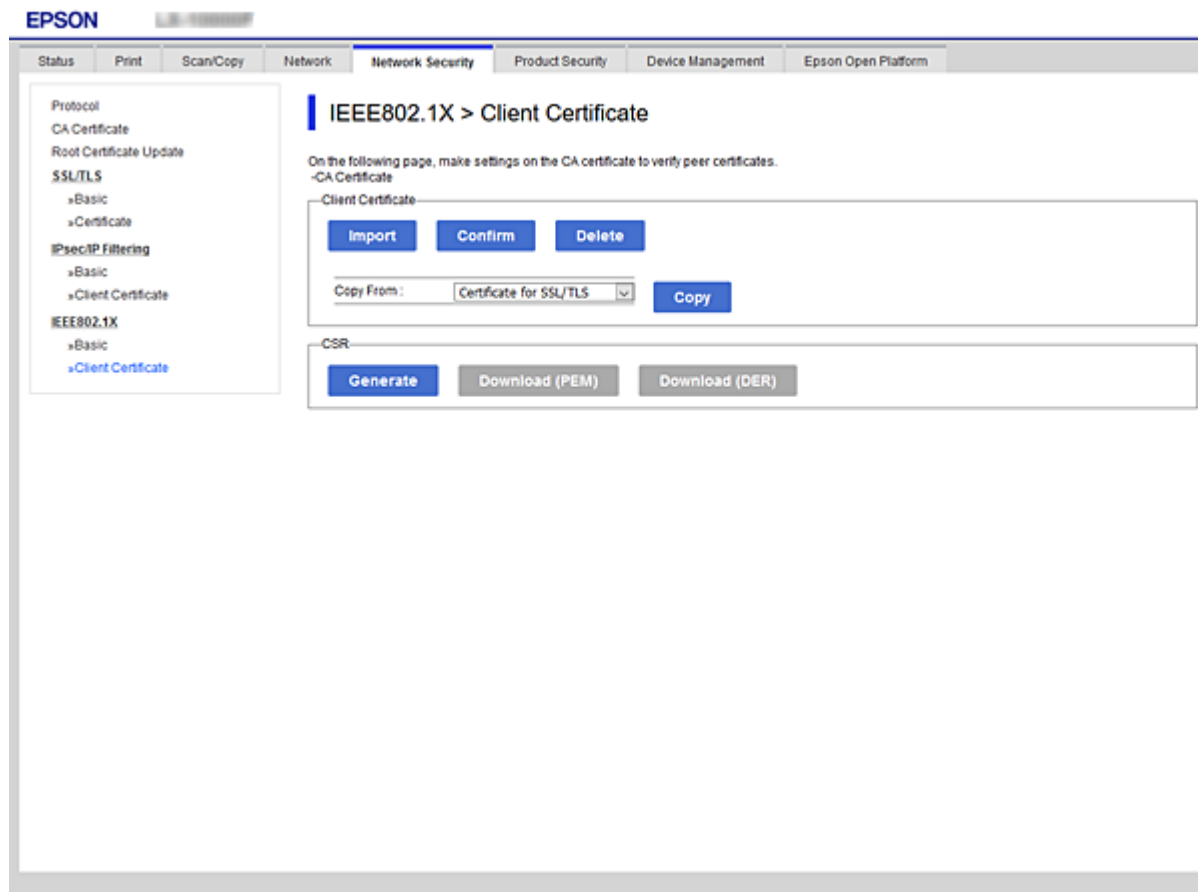 EPSON
Status Print Scan/Copy Network Network Security Product Security Device Management Epson Open Platform
Protocol
CA Certificate
Root Certificate Update
SSL/TLS
»Basic
»Certificate
IPsec/IP Filtering
»Basic
»Client Certificate
IEEE802.1X
»Basic
»Client Certificate
IEEE802.1X > Client Certificate
On the following page, make settings on the CA certificate to verify peer certificates.
-CA Certificate
Client Certificate
Import Confirm Delete
Copy From : Certificate for SSL/TLS Copy
CSR
Generate Download (PEM) Download (DER)